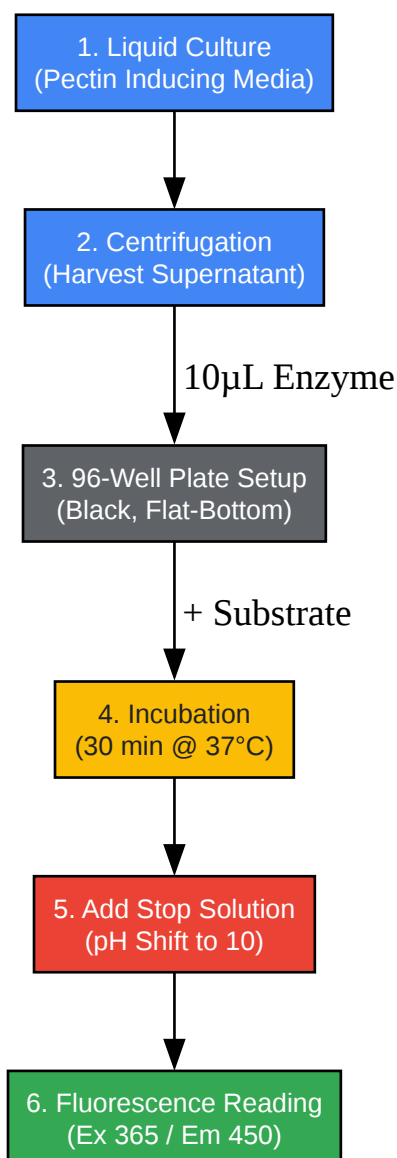 1. Liquid Culture
(Pectin Inducing Media)
2. Centrifugation
(Harvest Supernatant)
10µL Enzyme
3. 96-Well Plate Setup
(Black, Flat-Bottom)
+ Substrate
4. Incubation
(30 min @ 37°C)
5. Add Stop Solution
(pH Shift to 10)
6. Fluorescence Reading
(Ex 365 / Em 450)